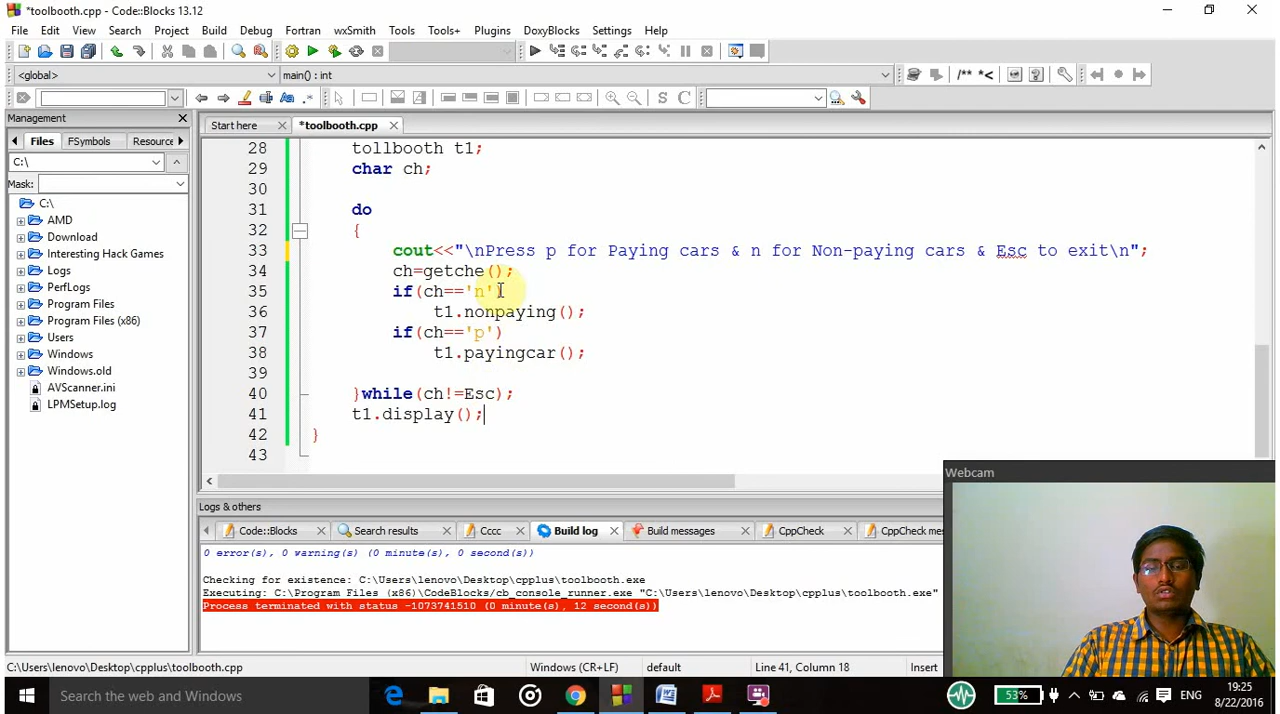 *toolbooth.cpp - Code::Blocks 13.12
File Edit View Search Project Build Debug Fortran wxSmith Tools Tools+ Plugins DoxyBlocks Settings Help
<global> main() : int
/** *<
S C
Management
Files FSymbols Resource
C:\
Mask:
C:\
AMD
Download
Interesting Hack Games
Logs
PerfLogs
Program Files
Program Files (x86)
Users
Windows
Windows.old
AVScanner.ini
LPMSetup.log
Start here *toolbooth.cpp
28 tollbooth t1;
29 char ch;
30
31 do
32 {
33 cout<<"\nPress p for Paying cars & n for Non-paying cars & Esc to exit\n";
34 ch=getche();
35 if(ch=='n')
36 t1.nonpaying();
37 if(ch=='p')
38 t1.payingcar();
39
40 }while(ch!=Esc);
41 t1.display();
42 }
43
Logs & others
Code::Blocks Search results Cccc Build log Build messages CppCheck CppCheck me
0 error(s), 0 warning(s) (0 minute(s), 0 second(s))
Checking for existence: C:\Users\lenovo\Desktop\cpplus\toolbooth.exe
Executing: C:\Program Files (x86)\CodeBlocks/cb_console_runner.exe "C:\Users\lenovo\Desktop\cpplus\toolbooth.exe"
Process terminated with status -1073741510 (0 minute(s), 12 second(s))
Webcam
C:\Users\lenovo\Desktop\cpplus\toolbooth.cpp Windows (CR+LF) default Line 41, Column 18 Insert
Search the web and Windows
53% ENG 19:25
8/22/2016